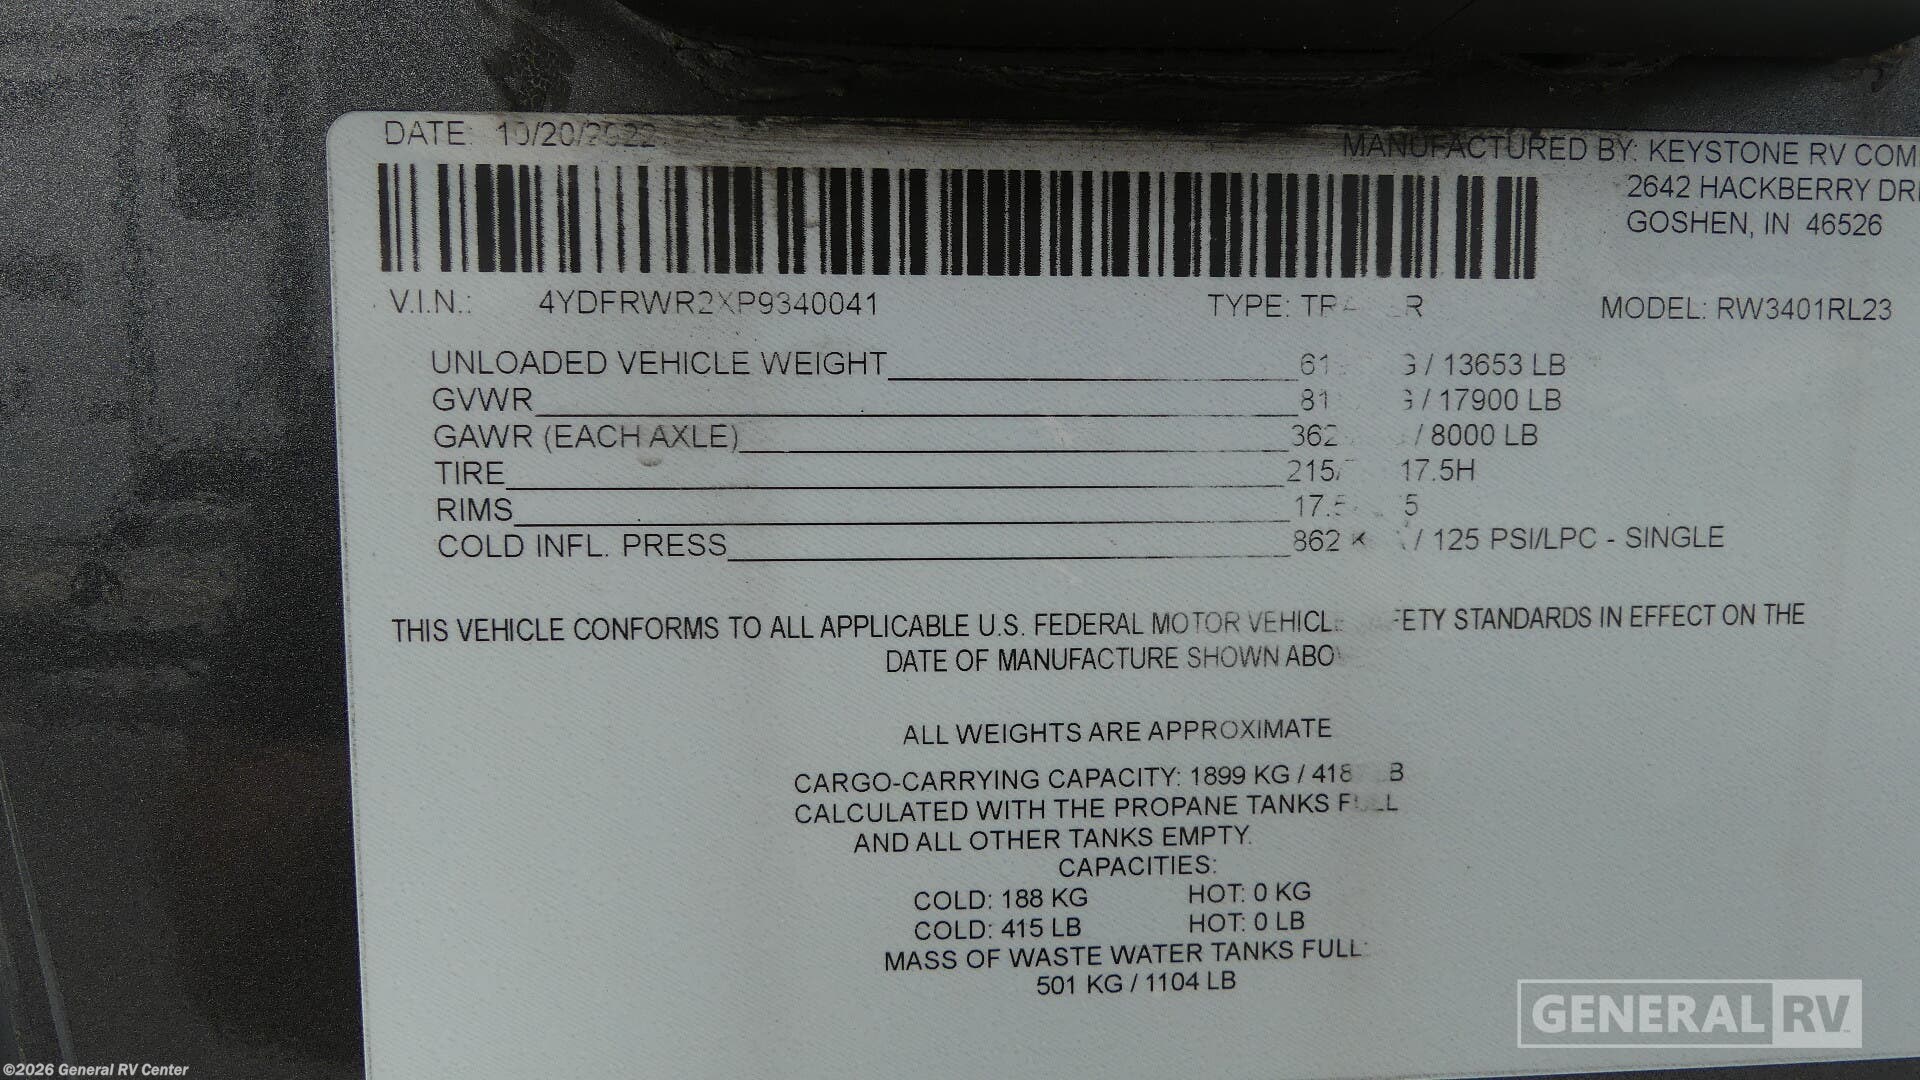 DATE: 10/20/2022
MANUFACTURED BY: KEYSTONE RV COM
2642 HACKBERRY
GOSHEN, IN 46526
V.I.N.: 4YDFRWR2XP9340041 TYPE: MODEL: RW3401RL23
UNLOADED VEHICLE WEIGHT / 13653 LB
GVWR / 17900 LB
GAWR (EACH AXLE) / 8000 LB
TIRE 17.5H
RIMS
COLD INFL. PRESS 862 / 125 PSI/LPC - SINGLE
THIS VEHICLE CONFORMS TO ALL APPLICABLE U.S. FEDERAL MOTOR VEHICLE STANDARDS IN EFFECT ON THE
DATE OF MANUFACTURE SHOWN
ALL WEIGHTS ARE APPROXIMATE
CARGO-CARRYING CAPACITY: 1899 KG /
CALCULATED WITH THE PROPANE TANKS FULL
AND ALL OTHER TANKS EMPTY.
CAPACITIES:
COLD: 188 KG HOT: 0 KG
COLD: 415 LB HOT: 0 LB
MASS OF WASTE WATER TANKS FULL:
501 KG / 1104 LB
GENERAL RV
©2026 General RV Center